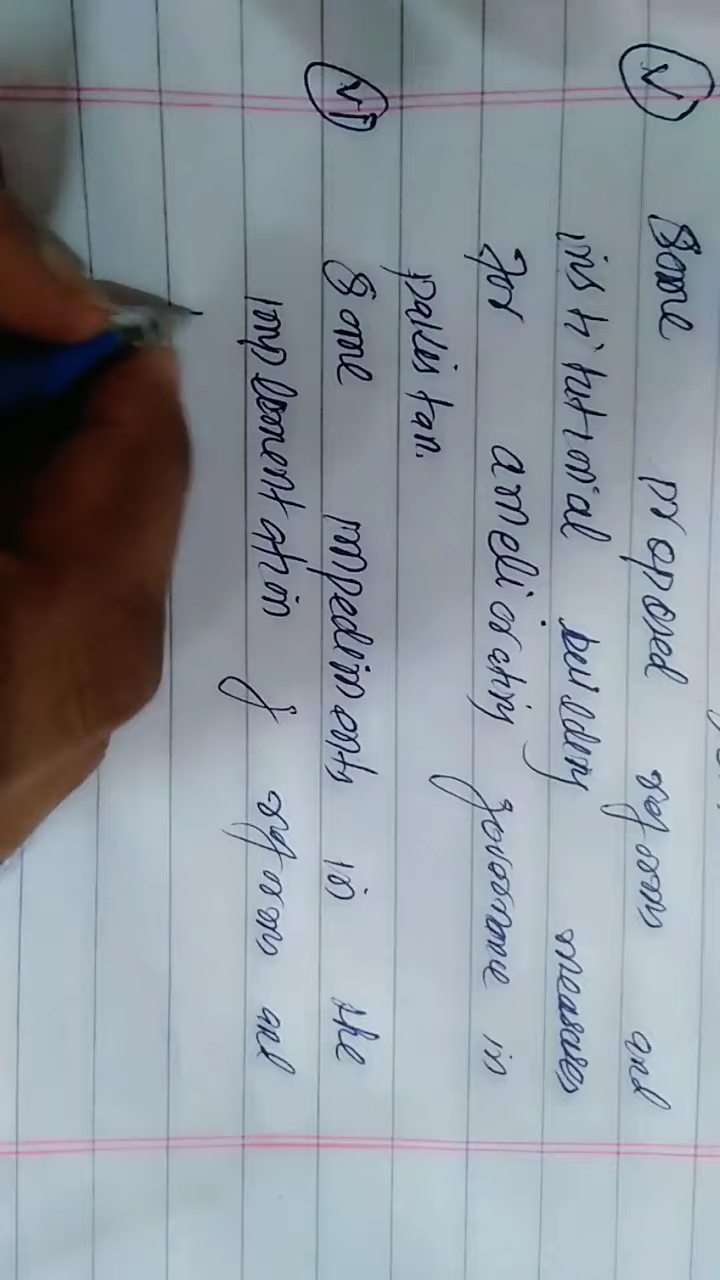 (V) Some proposed reforms and
institutional building measures
for ameliorating governance in
pakistan.
(VI) Some impediments in the
implementation of reforms and